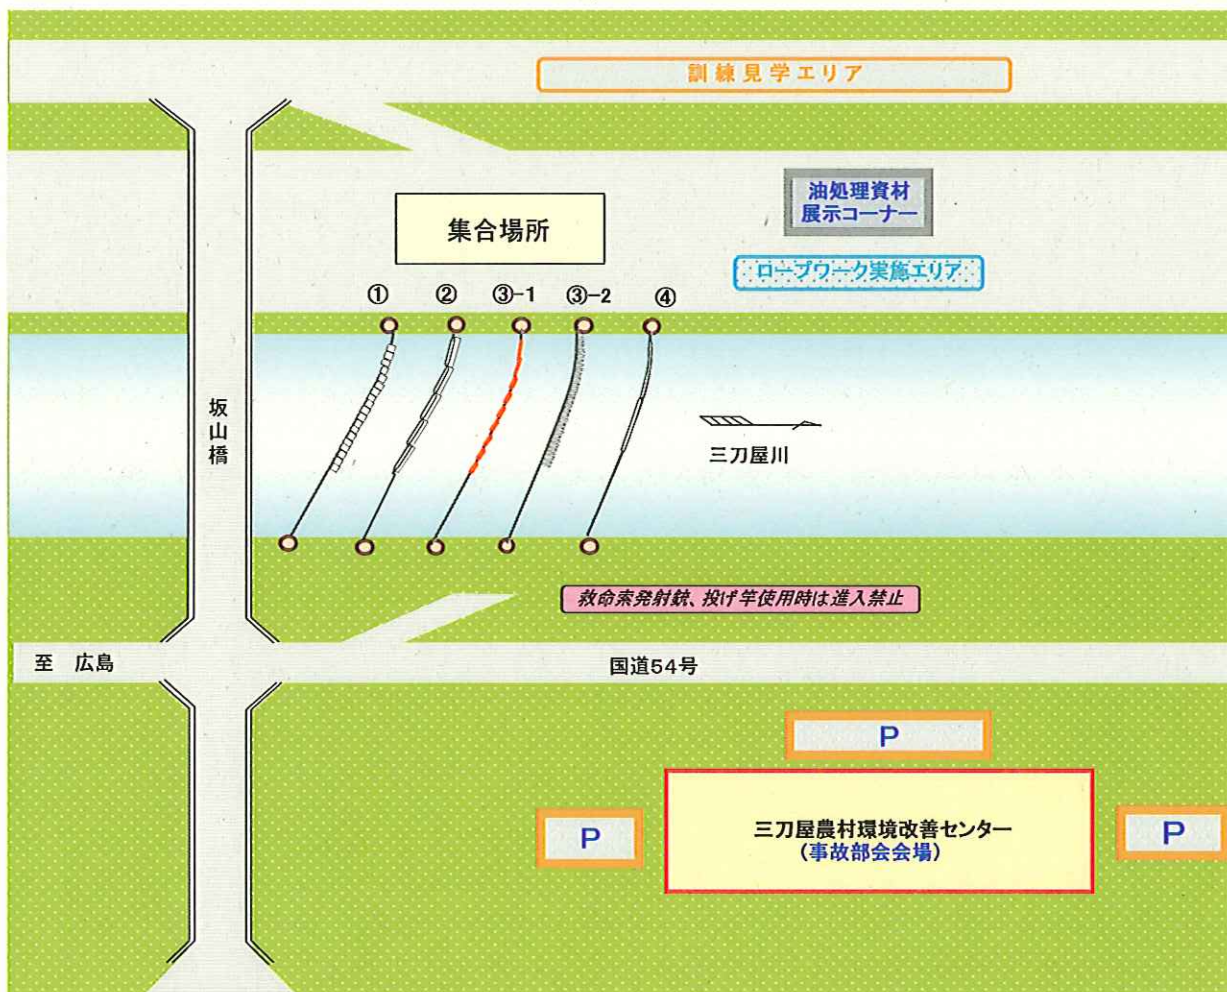 訓練見学エリア
油処理資材
展示コーナー
集合場所
ロープワーク実施エリア
① ② ③-1 ③-2 ④
坂山橋
三刀屋川
救命索発射銃、投げ竿使用時は進入禁止
至 広島
国道54号
P
P
三刀屋農村環境改善センター
(事故部会会場)
P